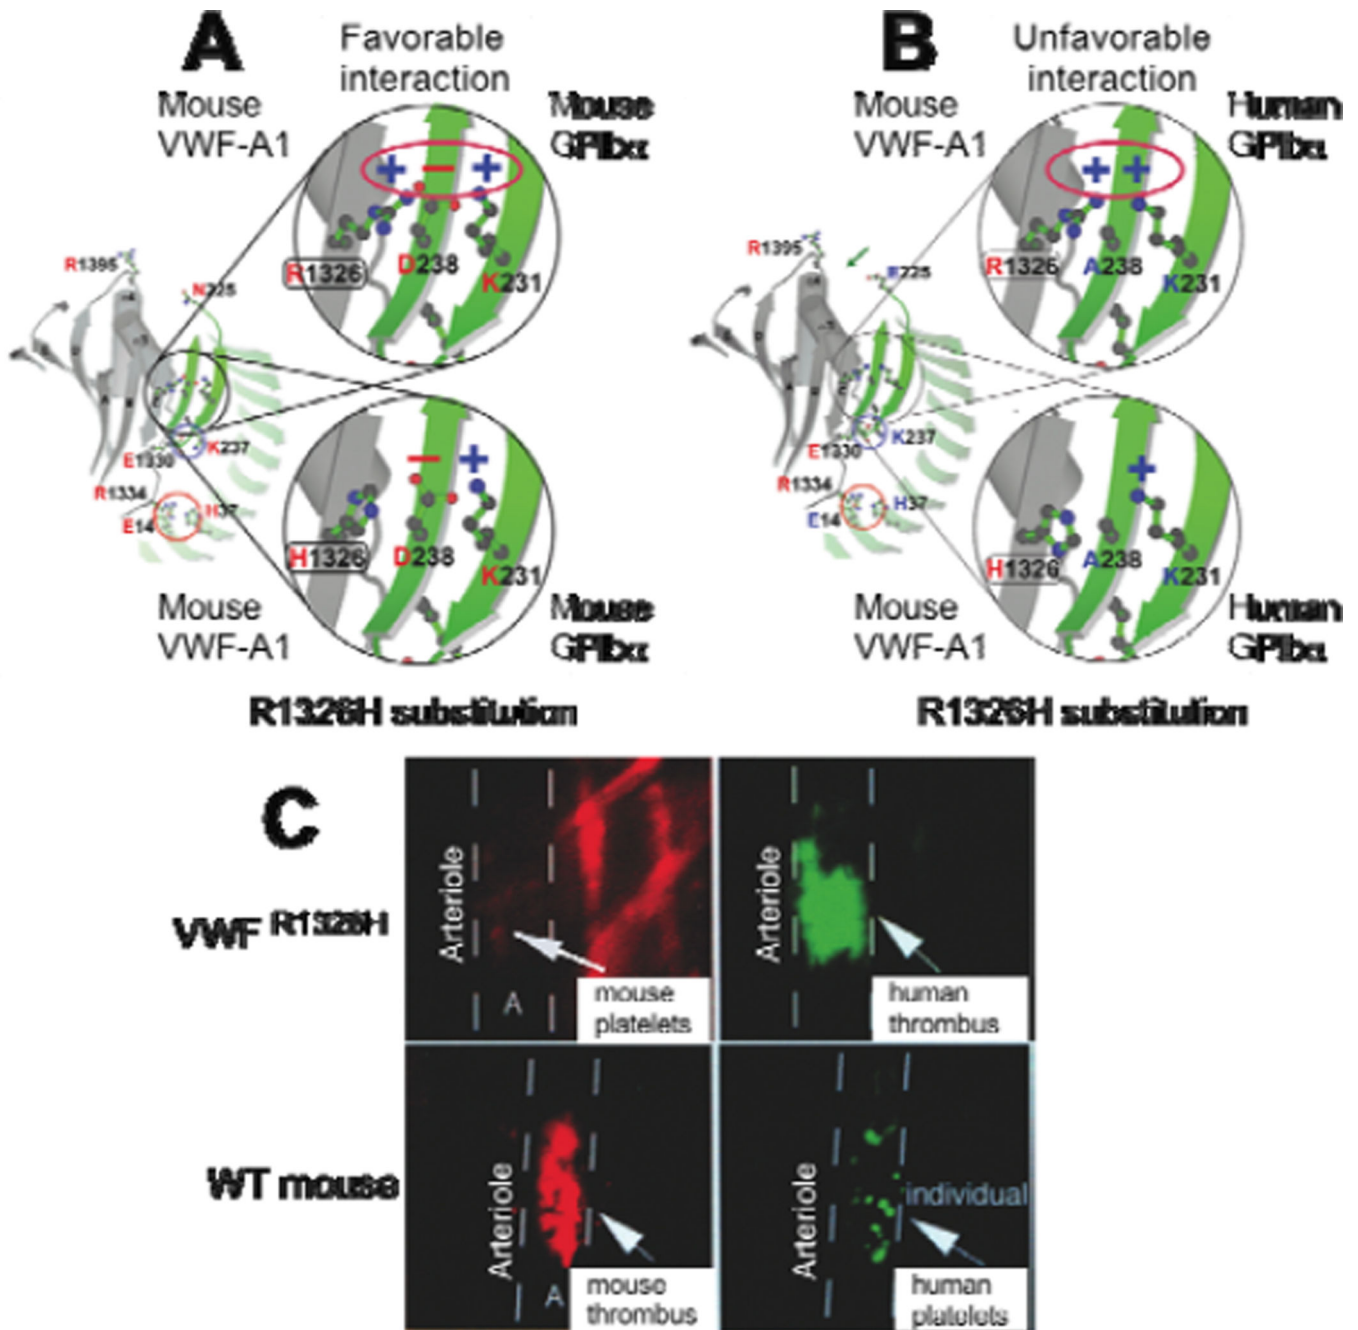 A
Favorable
interaction
Mouse
VWF-A1
Mouse
GPIbα
R1326
D238
K231
R1395
N225
K237
E1330
R1334
E14
H37
H1326
D238
K231
Mouse
VWF-A1
Mouse
GPIbα
R1326H substitution
B
Unfavorable
interaction
Mouse
VWF-A1
Human
GPIbα
R1326
A238
K231
R1395
E225
K237
E1330
R1334
E14
H37
H1326
A238
K231
Mouse
VWF-A1
Human
GPIbα
R1326H substitution
C
VWF R1326H
Arteriole
A
mouse
platelets
Arteriole
human
thrombus
WT mouse
Arteriole
A
mouse
thrombus
Arteriole
individual
human
platelets